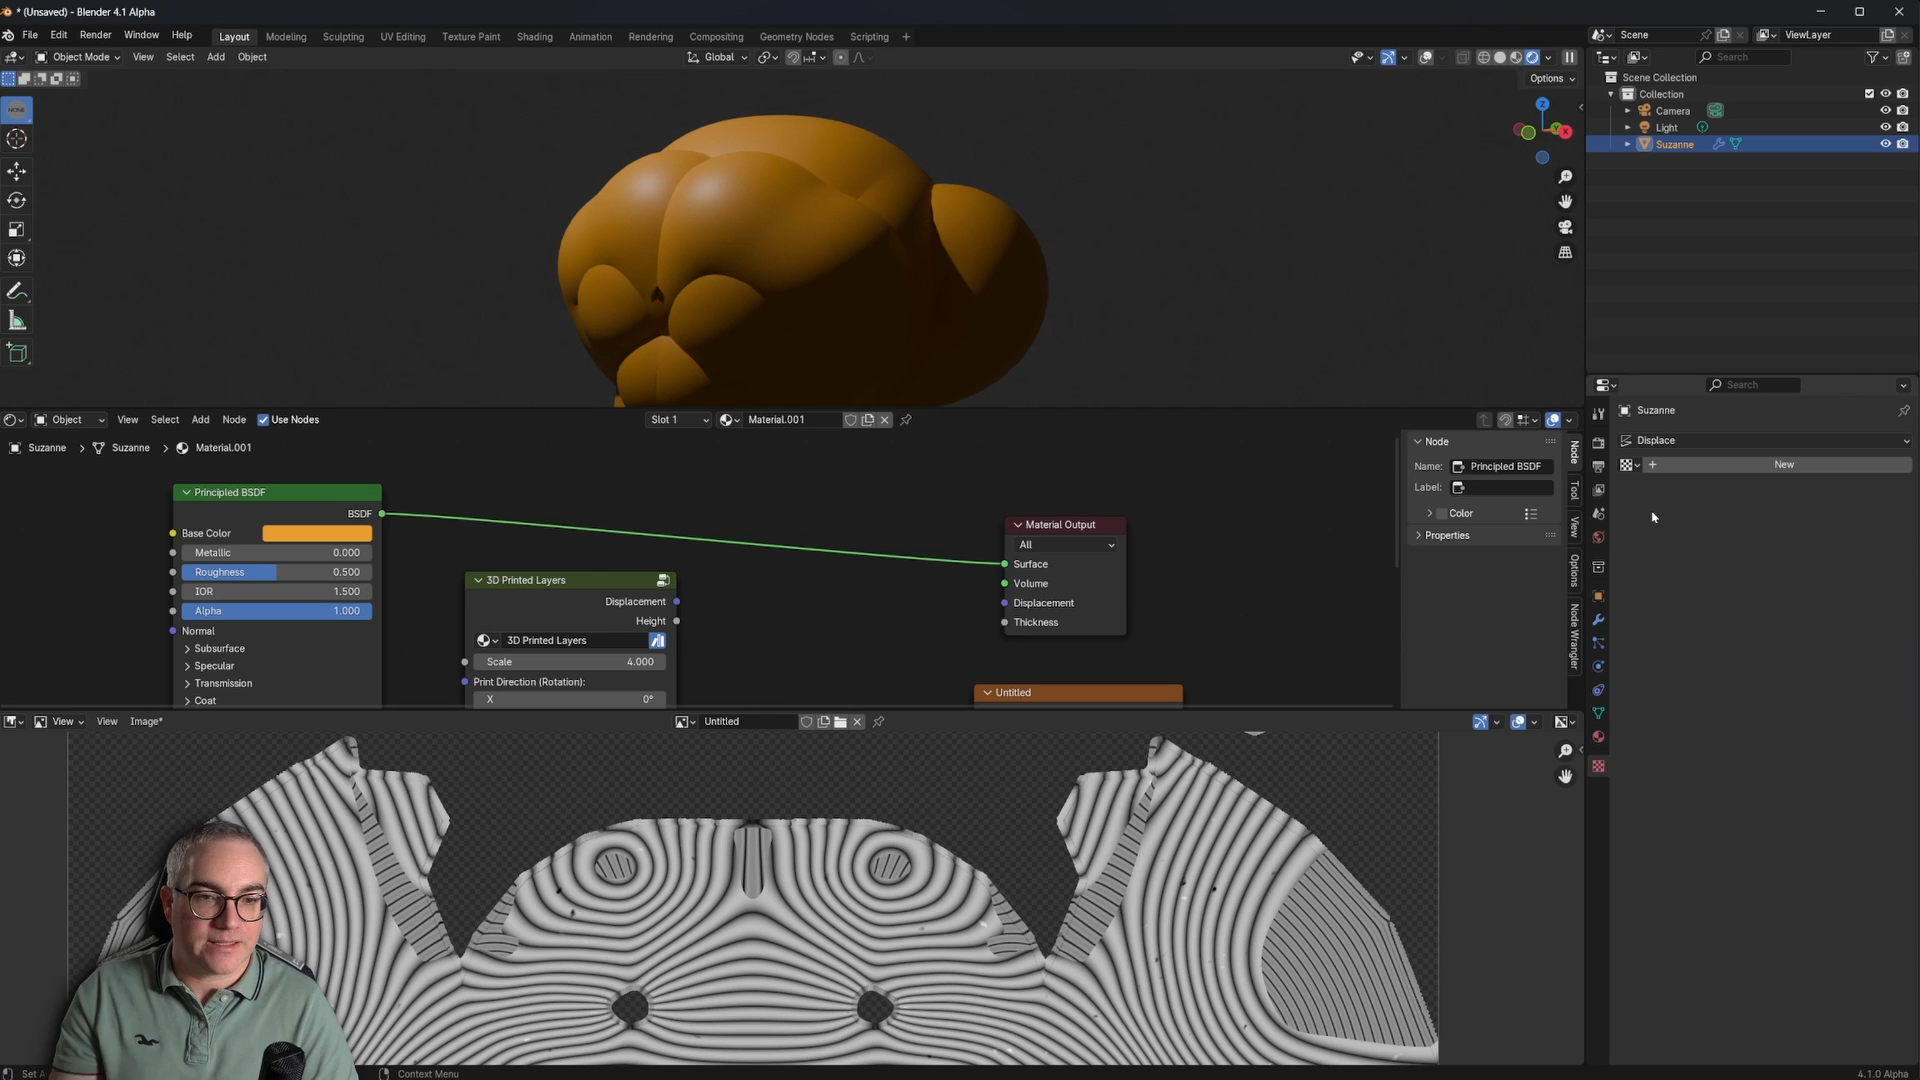 * (Unsaved) - Blender 4.1 Alpha
File Edit Render Window Help
Layout Modeling Sculpting UV Editing Texture Paint Shading Animation Rendering Compositing Geometry Nodes Scripting +
Scene ViewLayer
Object Mode View Select Add Object
Global
Search
Options
NONE
Z
X
Scene Collection
Collection
Camera
Light
Suzanne
Search
Suzanne
Displace
+ New
Object View Select Add Node Use Nodes
Slot 1 Material.001
Suzanne > Suzanne > Material.001
Principled BSDF
BSDF
Base Color
Metallic 0.000
Roughness 0.500
IOR 1.500
Alpha 1.000
Normal
Subsurface
Specular
Transmission
Coat
3D Printed Layers
Displacement
Height
3D Printed Layers
Scale 4.000
Print Direction (Rotation):
X 0°
Material Output
All
Surface
Volume
Displacement
Thickness
Untitled
Node
Name: Principled BSDF
Label:
Color
Properties
Node
Tool
View
Options
Node Wrangler
View View Image*
Untitled
Set A
Context Menu
4.1.0 Alpha